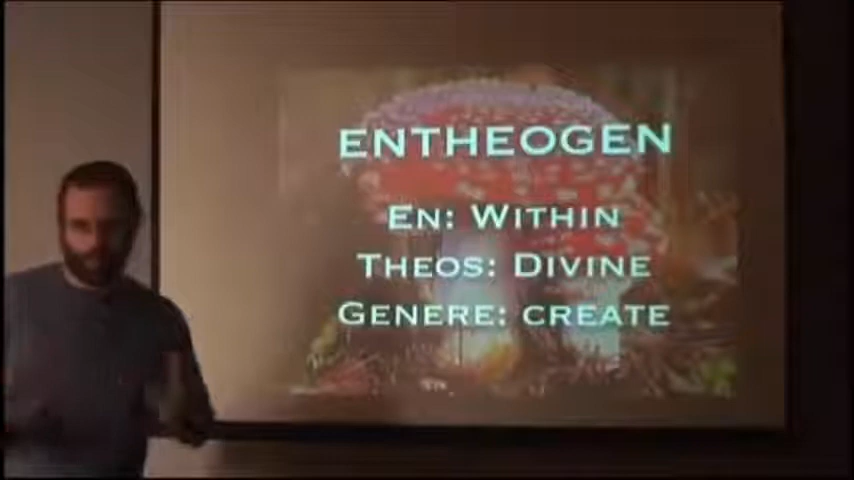 ENTHEOGEN
EN: WITHIN
THEOS: DIVINE
GENERE: CREATE